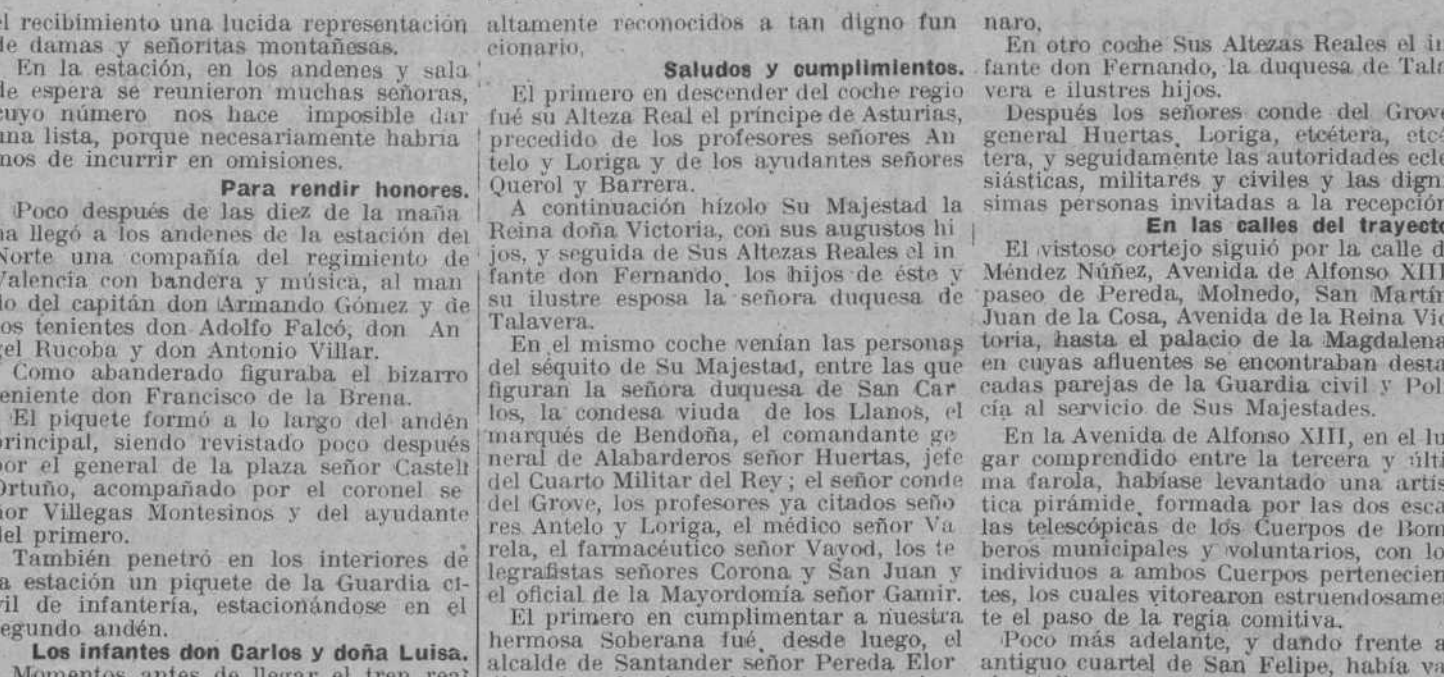 el recibimiento una lucida representación
de damas y señoritas montañesas.
En la estación, en los andenes y sala
de espera se reunieron muchas señoras,
cuyo número nos hace imposible dar
una lista, porque necesariamente habría
mos de incurrir en omisiones.
Para rendir honores.
Poco después de las diez de la maña
na llegó a los andenes de la estación del
Norte una compañía del regimiento de
Valencia con bandera y música, al man
do del capitán don Armando Gómez y de
los tenientes don Adolfo Falcó, don An
gel Rucoba y don Antonio Villar.
Como abanderado figuraba el bizarro
teniente don Francisco de la Brena.
El piquete formó a lo largo del andén
principal, siendo revistado poco después
por el general de la plaza señor Castell
Ortuño, acompañado por el coronel se
ñor Villegas Montesinos y del ayudante
del primero.
También penetró en los interiores de
la estación un piquete de la Guardia ci-
vil de infantería, estacionándose en el
segundo andén.
Los infantes don Carlos y doña Luisa.
Momentos antes de llegar el tren real
altamente reconocidos a tan digno fun
cionario,
Saludos y cumplimientos.
El primero en descender del coche regio
fué su Alteza Real el príncipe de Asturias,
precedido de los profesores señores An
telo y Loriga y de los ayudantes señores
Querol y Barrera.
A continuación hízolo Su Majestad la
Reina doña Victoria, con sus augustos hi
jos, y seguida de Sus Altezas Reales el in
fante don Fernando, los hijos de éste y
su ilustre esposa la señora duquesa de
Talavera.
En el mismo coche venían las personas
del séquito de Su Majestad, entre las que
figuran la señora duquesa de San Car
los, la condesa viuda de los Llanos, el
marqués de Bendoña, el comandante ge
neral de Alabarderos señor Huertas, jefe
del Cuarto Militar del Rey; el señor conde
del Grove, los profesores ya citados seño
res Antelo y Loriga, el médico señor Va
rela, el farmacéutico señor Vayod, los te
legrafistas señores Corona y San Juan y
el oficial de la Mayordomía señor Gamir.
El primero en cumplimentar a nuestra
hermosa Soberana fué, desde luego, el
alcalde de Santander señor Pereda Elor
naro,
En otro coche Sus Altezas Reales el in
fante don Fernando, la duquesa de Tala
vera e ilustres hijos.
Después los señores conde del Grove
general Huertas, Loriga, etcétera, etcé
tera, y seguidamente las autoridades ecle
siásticas, militares y civiles y las digní
simas personas invitadas a la recepción
En las calles del trayecto
El vistoso cortejo siguió por la calle d
Méndez Núñez, Avenida de Alfonso XIII
paseo de Pereda, Molnedo, San Martín
Juan de la Cosa, Avenida de la Reina Vic
toria, hasta el palacio de la Magdalena
en cuyas afluentes se encontraban desta
cadas parejas de la Guardia civil y Poli
cía al servicio de Sus Majestades.
En la Avenida de Alfonso XIII, en el lu
gar comprendido entre la tercera y últi
ma farola, habíase levantado una artís
tica pirámide, formada por las dos esca
las telescópicas de los Cuerpos de Bom
beros municipales y voluntarios, con lo
individuos a ambos Cuerpos pertenecien
tes, los cuales vitorearon estruendosamen
te el paso de la regia comitiva.
Poco más adelante, y dando frente a
antiguo cuartel de San Felipe, había va